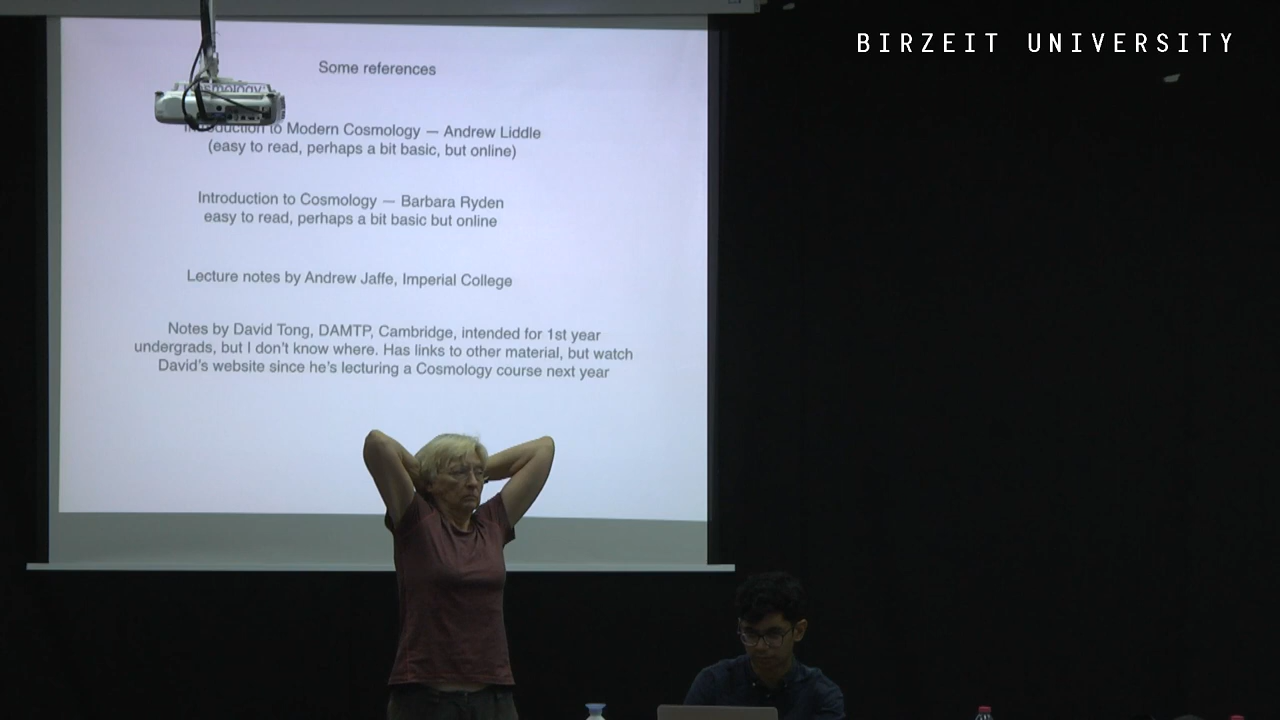 BIRZEIT UNIVERSITY
Some references
Cosmology:
Introduction to Modern Cosmology — Andrew Liddle
(easy to read, perhaps a bit basic, but online)
Introduction to Cosmology — Barbara Ryden
easy to read, perhaps a bit basic but online
Lecture notes by Andrew Jaffe, Imperial College
Notes by David Tong, DAMTP, Cambridge, intended for 1st year
undergrads, but I don't know where. Has links to other material, but watch
David's website since he's lecturing a Cosmology course next year